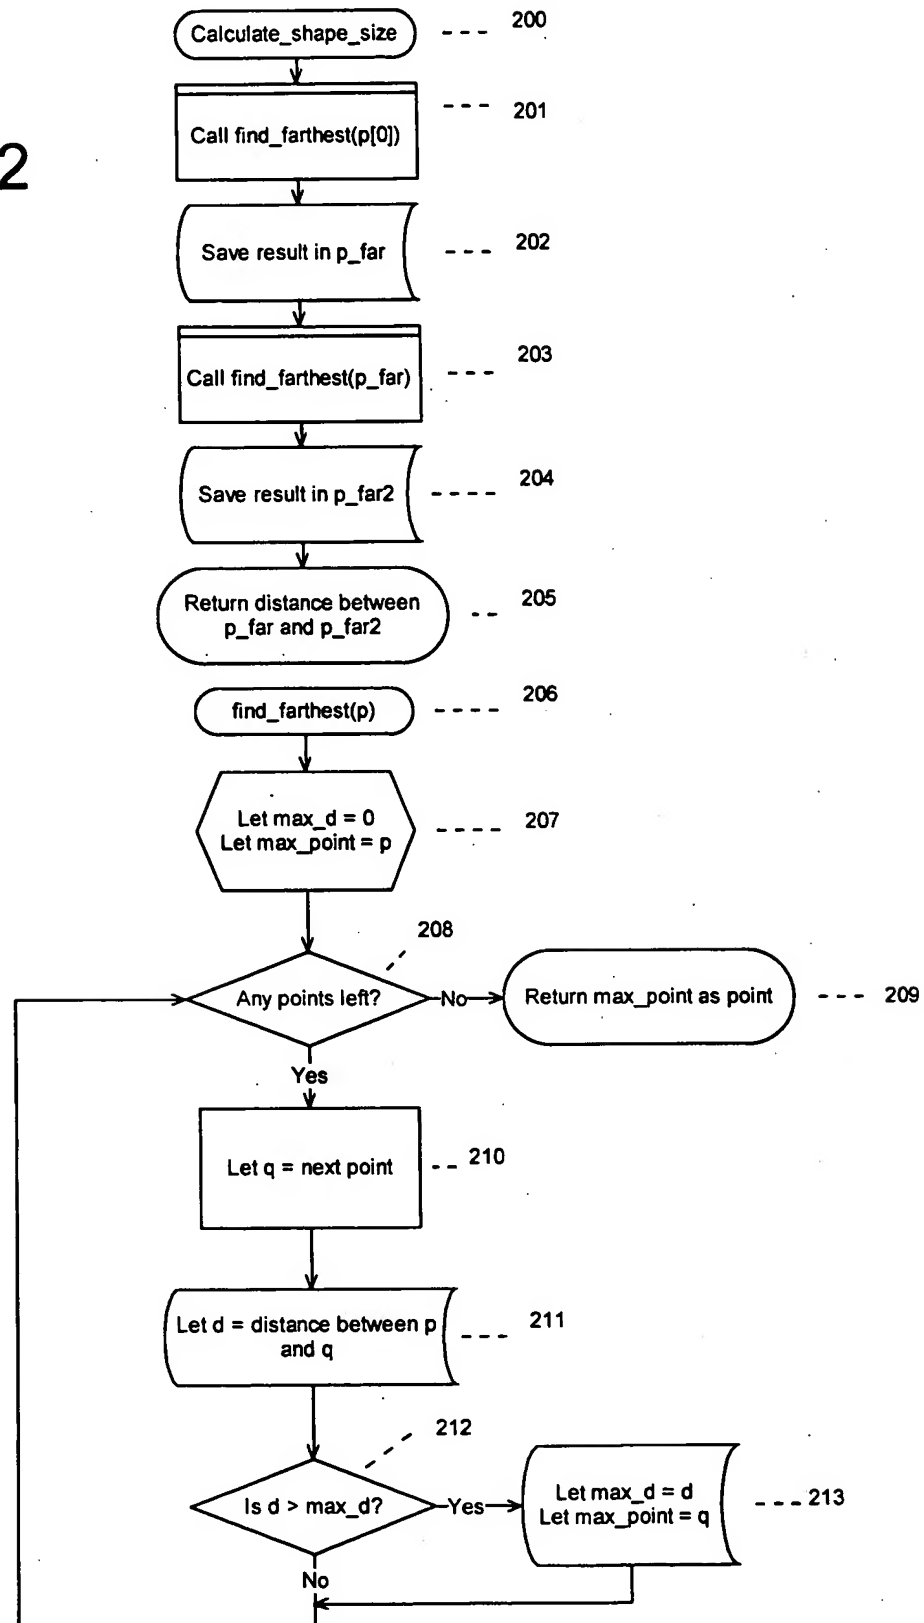 Calculate_shape_size
200
Call find_farthest(p[0])
201
2
Save result in p_far
202
Call find_farthest(p_far)
203
Save result in p_far2
204
Return distance between
p_far and p_far2
205
find_farthest(p)
206
Let max_d = 0
Let max_point = p
207
208
Any points left?
No
Return max_point as point
209
Yes
Let q = next point
210
Let d = distance between p
and q
211
212
Is d > max_d?
Yes
Let max_d = d
Let max_point = q
213
No